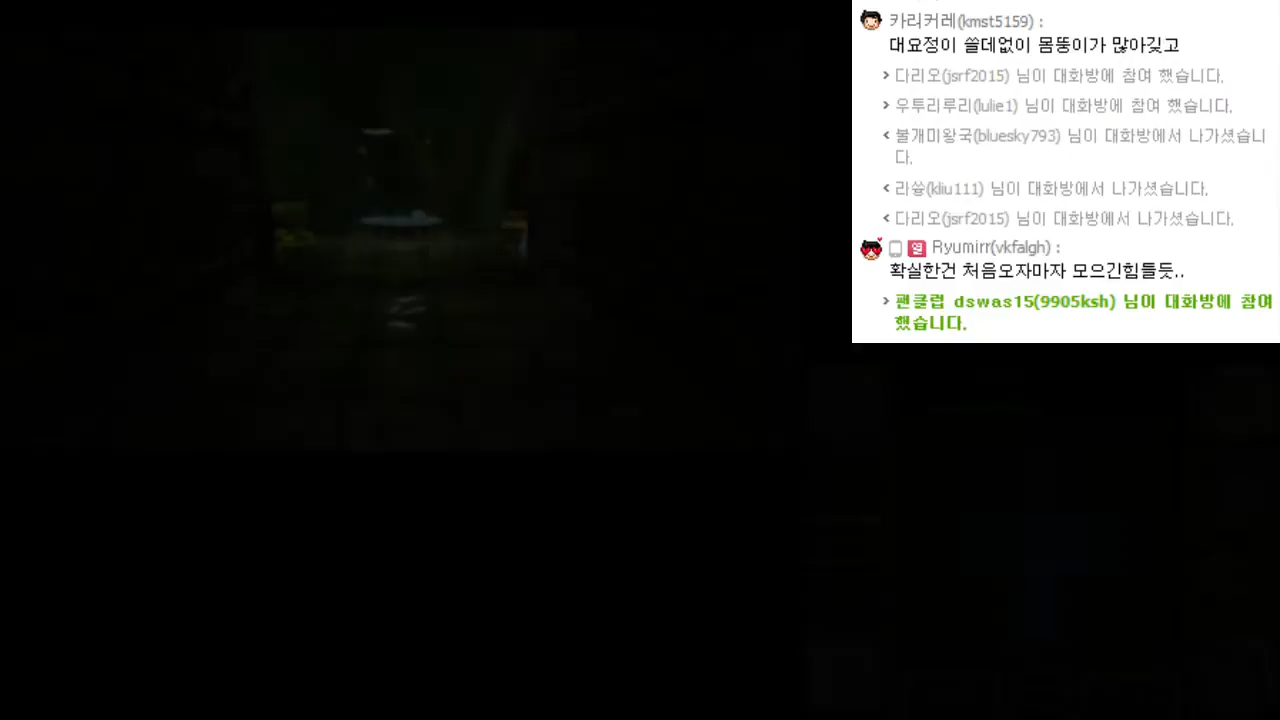 카리커레(kmst5159) :
대요정이 쓸데없이 몸뚱이가 많아깆고
> 다리오(jsrf2015) 님이 대화방에 참여 했습니다.
> 우투리루리(lulie1) 님이 대화방에 참여 했습니다.
< 불개미왕국(bluesky793) 님이 대화방에서 나가셨습니
다.
< 라슝(kliu111) 님이 대화방에서 나가셨습니다.
< 다리오(jsrf2015) 님이 대화방에서 나가셨습니다.
열 Ryumirr(vkfalgh) :
확실한건 처음오자마자 모으긴힘들듯..
> 팬클럽 dswas15(9905ksh) 님이 대화방에 참여
했습니다.